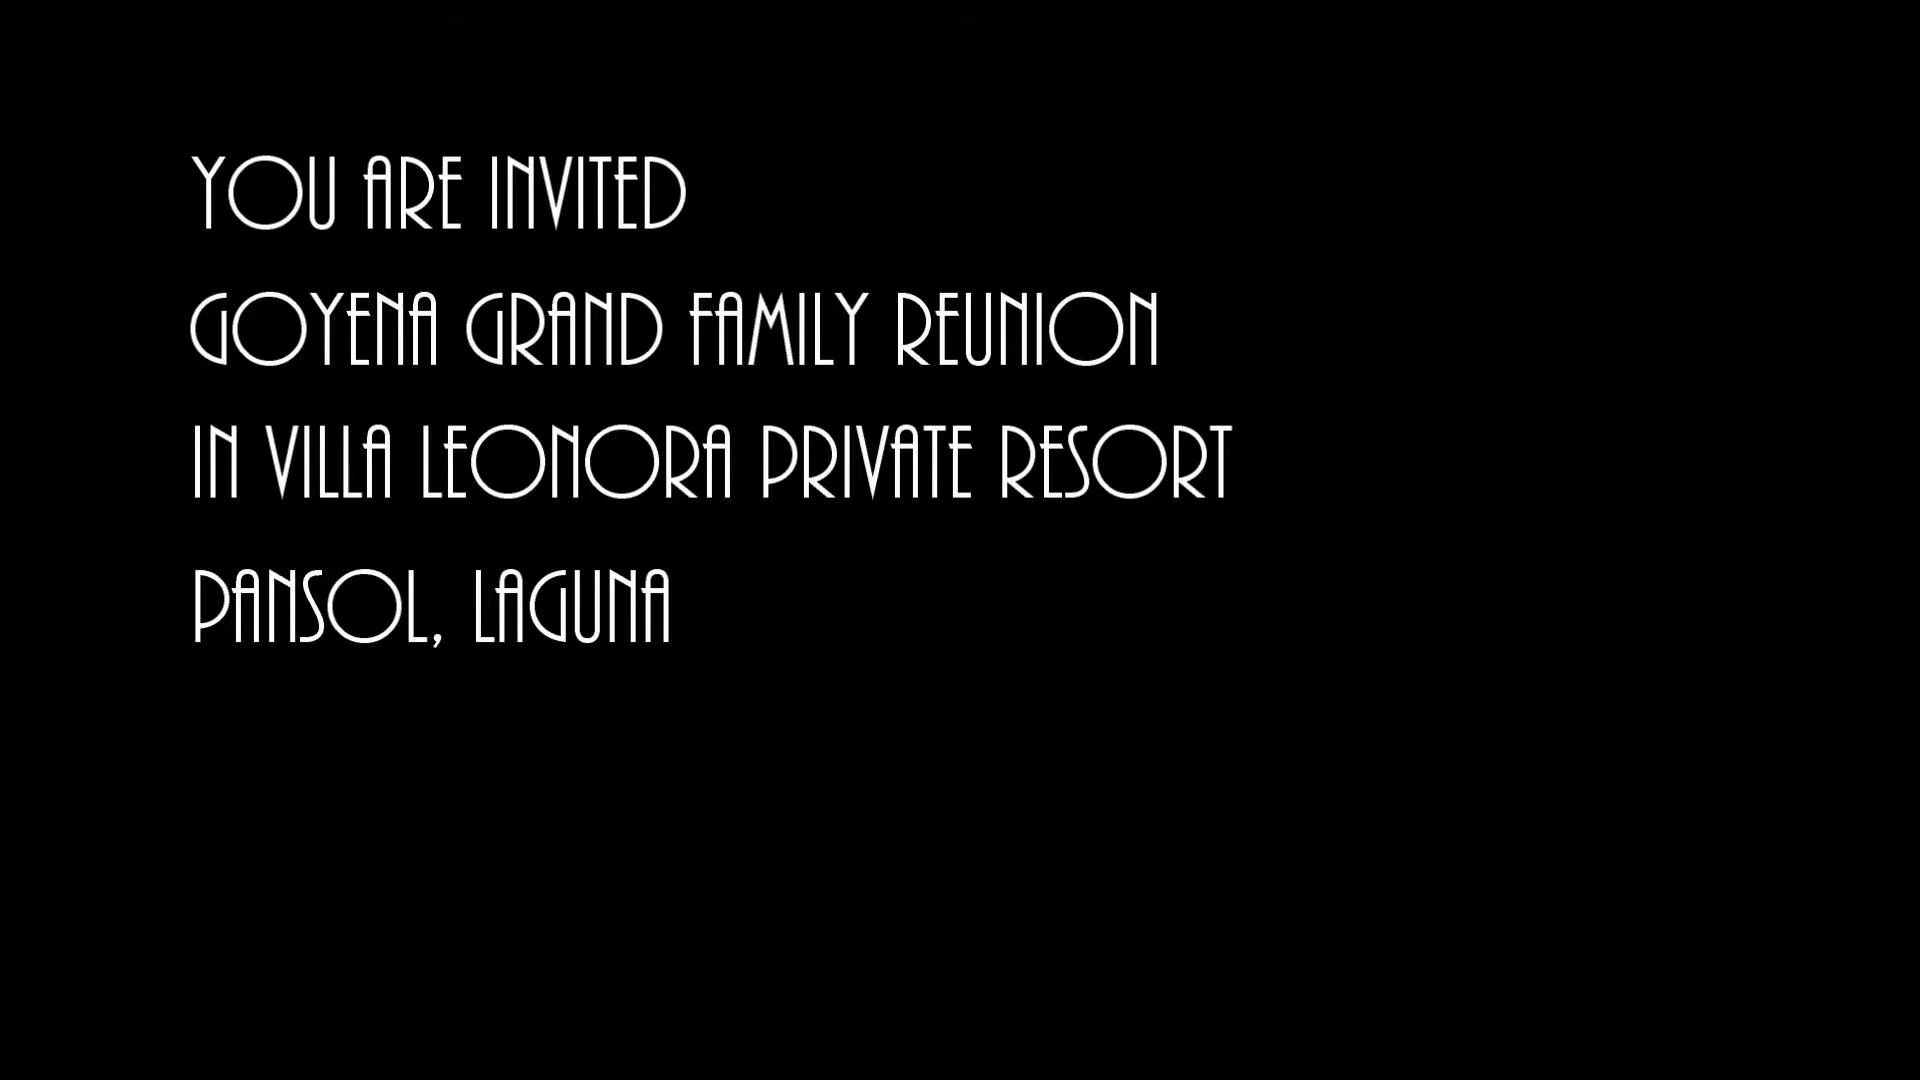 YOU ARE INVITED
GOYENA GRAND FAMILY REUNION
IN VILLA LEONORA PRIVATE RESORT
PANSOL, LAGUNA